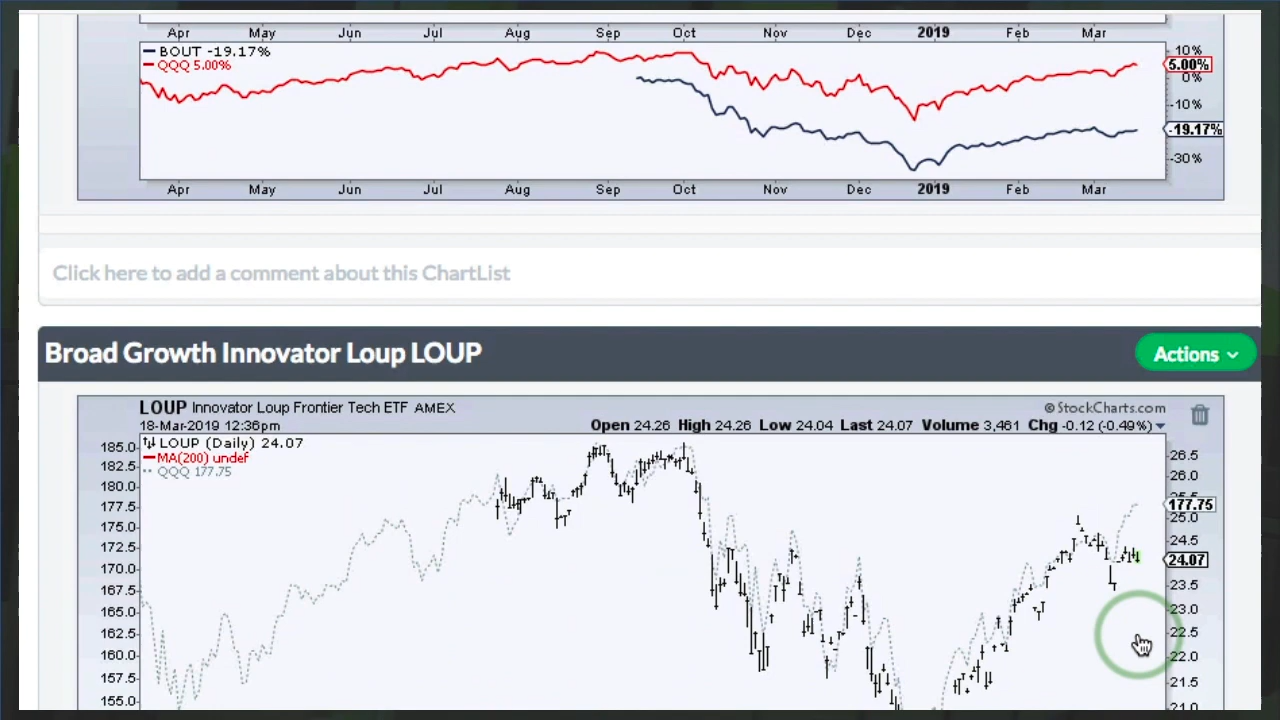 Apr May Jun Jul Aug Sep Oct Nov Dec 2019 Feb Mar
BOUT -19.17%
QQQ 5.00%
10%
5.00%
0%
-10%
-19.17%
-30%
Apr May Jun Jul Aug Sep Oct Nov Dec 2019 Feb Mar
Click here to add a comment about this ChartList
Broad Growth Innovator Loup LOUP
Actions
LOUP Innovator Loup Frontier Tech ETF AMEX
© StockCharts.com
18-Mar-2019 12:36pm
Open 24.26 High 24.26 Low 24.04 Last 24.07 Volume 3,461 Chg -0.12 (-0.49%)
LOUP (Daily) 24.07
MA(200) undef
QQQ 177.75
185.0
182.5
180.0
177.5
175.0
172.5
170.0
167.5
165.0
162.5
160.0
157.5
155.0
26.5
26.0
177.75
25.0
24.5
24.07
23.5
23.0
22.5
22.0
21.5
21.0